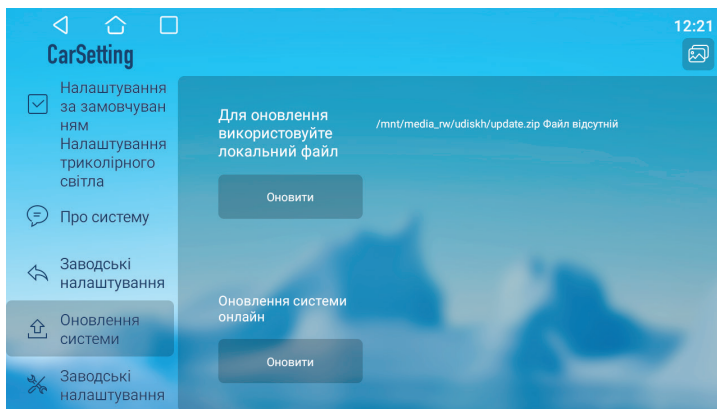 12:21
CarSetting
Налаштування
за замовчуван
ням
Налаштування
триколірного
світла
Про систему
Заводські
налаштування
Оновлення
системи
Заводські
налаштування
Для оновлення
використовуйте
локальний файл
/mnt/media_rw/udiskh/update.zip Файл відсутній
Оновити
Оновлення системи
онлайн
Оновити